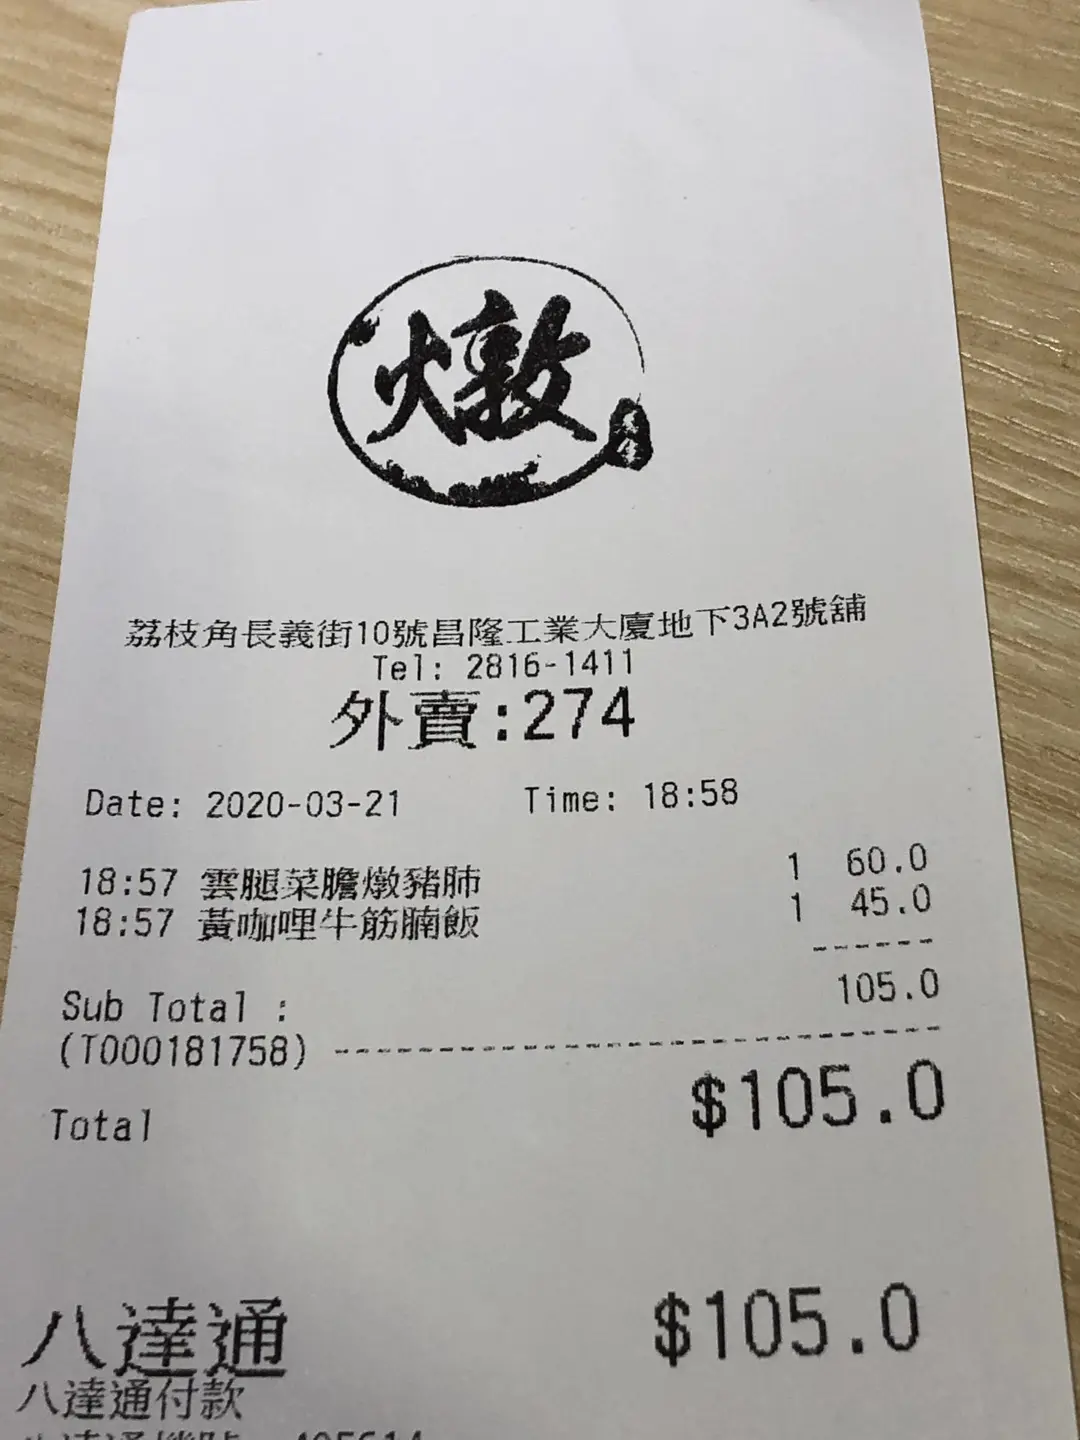 燉
荔枝角長義街10號昌隆工業大廈地下3A2號舖
Tel: 2816-1411
外賣:274
Date: 2020-03-21 Time: 18:58
18:57 雲腿菜膽燉豬肺 1 60.0
18:57 黃咖哩牛筋腩飯 1 45.0
Sub Total : 105.0
(T000181758)
Total $105.0
八達通 $105.0
八達通付款